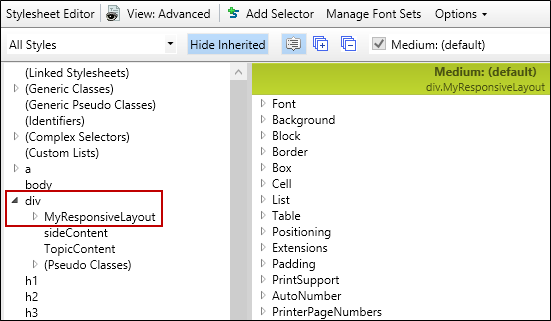 Stylesheet Editor View: Advanced Add Selector Manage Font Sets Options
All Styles Hide Inherited Medium: (default)
(Linked Stylesheets)
(Generic Classes)
(Generic Pseudo Classes)
(Identifiers)
(Complex Selectors)
(Custom Lists)
a
body
div
MyResponsiveLayout
sideContent
TopicContent
(Pseudo Classes)
h1
h2
h3
Medium: (default)
div.MyResponsiveLayout
Font
Background
Block
Border
Box
Cell
List
Table
Positioning
Extensions
Padding
PrintSupport
AutoNumber
PrinterPageNumbers